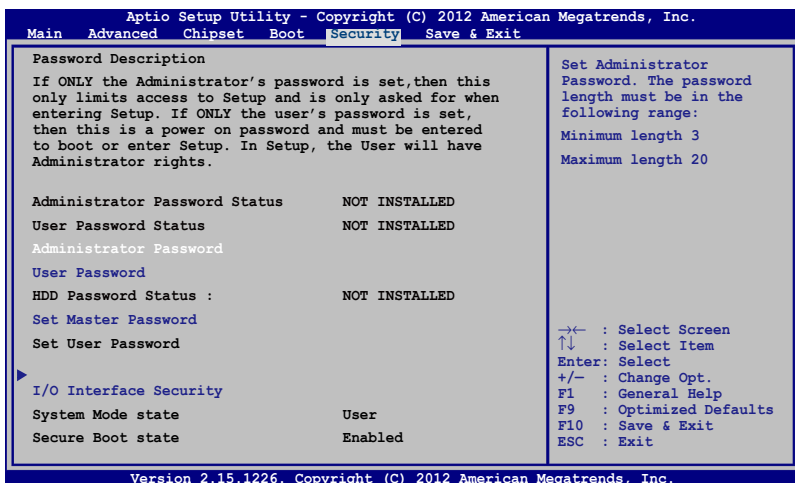 Aptio Setup Utility - Copyright (C) 2012 American Megatrends, Inc.
Main Advanced Chipset Boot Security Save & Exit
Password Description
If ONLY the Administrator's password is set,then this
only limits access to Setup and is only asked for when
entering Setup. If ONLY the user's password is set,
then this is a power on password and must be entered
to boot or enter Setup. In Setup, the User will have
Administrator rights.
Administrator Password Status NOT INSTALLED
User Password Status NOT INSTALLED
Administrator Password
User Password
HDD Password Status : NOT INSTALLED
Set Master Password
Set User Password
I/O Interface Security
System Mode state User
Secure Boot state Enabled
Set Administrator
Password. The password
length must be in the
following range:
Minimum length 3
Maximum length 20
→← : Select Screen
↑↓ : Select Item
Enter: Select
+/— : Change Opt.
F1 : General Help
F9 : Optimized Defaults
F10 : Save & Exit
ESC : Exit
Version 2.15.1226. Copyright (C) 2012 American Megatrends, Inc.